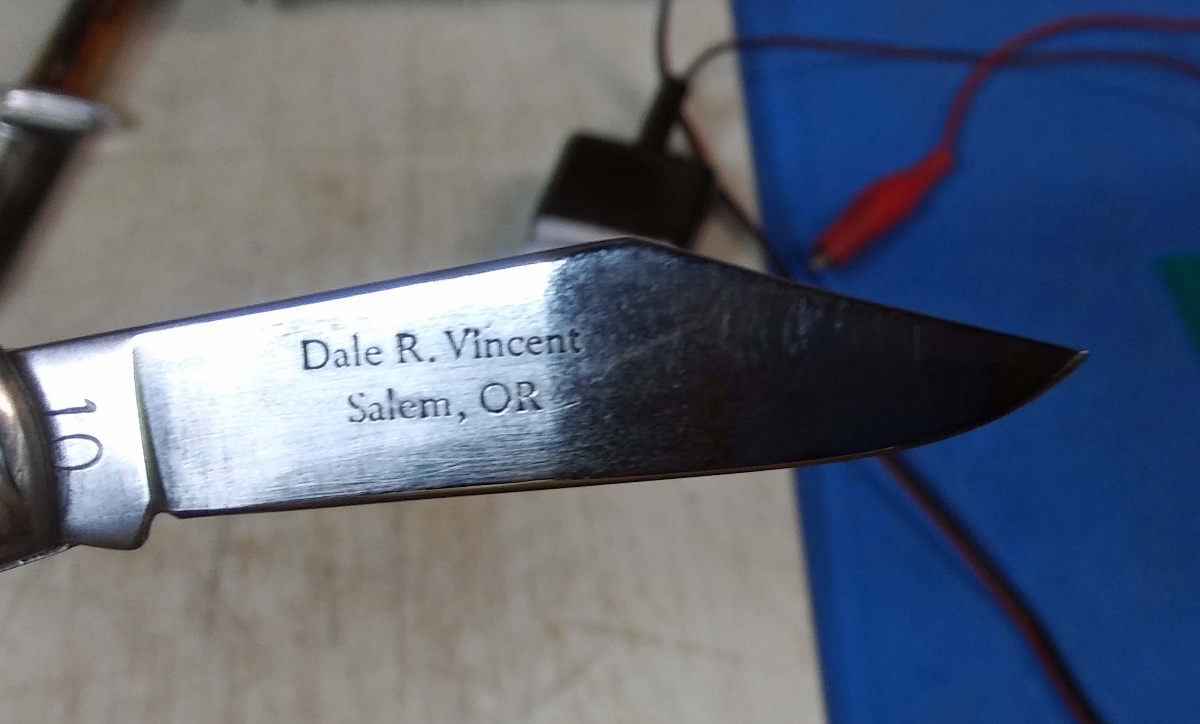 Dale R. Vincent
Salem, OR
10